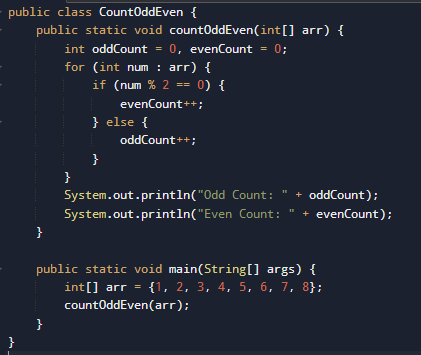 public class CountOddEven {
    public static void countOddEven(int[] arr) {
        int oddCount = 0, evenCount = 0;
        for (int num : arr) {
            if (num % 2 == 0) {
                evenCount++;
            } else {
                oddCount++;
            }
        }
        System.out.println("Odd Count: " + oddCount);
        System.out.println("Even Count: " + evenCount);
    }

    public static void main(String[] args) {
        int[] arr = {1, 2, 3, 4, 5, 6, 7, 8};
        countOddEven(arr);
    }
}